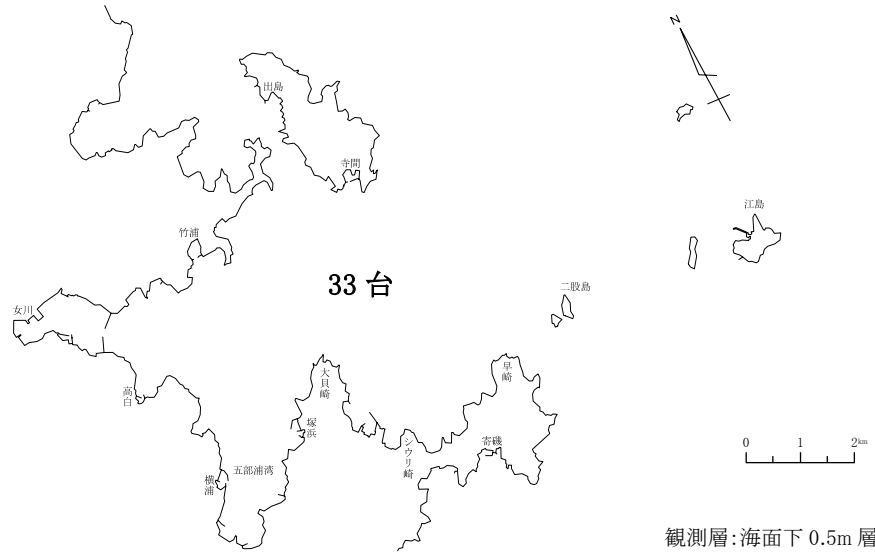 N
出島
寺間
江島
竹浦
33 台
二股島
女川
早崎
大貝崎
高白
塚浜
シウリ崎
寄磯
五部浦湾
横浦
0 1 2km
観測層:海面下 0.5m 層